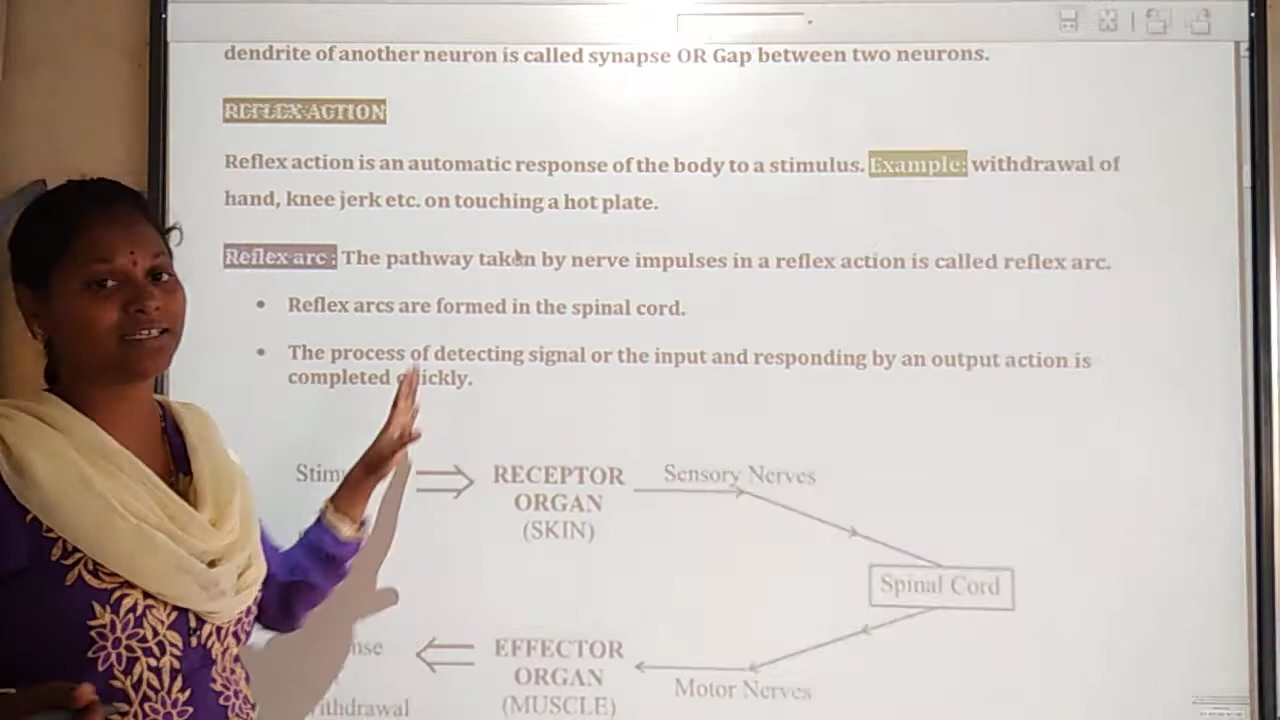 dendrite of another neuron is called synapse OR Gap between two neurons.
REFLEX ACTION
Reflex action is an automatic response of the body to a stimulus. Example: withdrawal of
hand, knee jerk etc. on touching a hot plate.
Reflex arc : The pathway taken by nerve impulses in a reflex action is called reflex arc.
• Reflex arcs are formed in the spinal cord.
• The process of detecting signal or the input and responding by an output action is
completed quickly.
RECEPTOR
ORGAN
(SKIN)
Sensory Nerves
Spinal Cord
EFFECTOR
ORGAN
(MUSCLE)
Motor Nerves